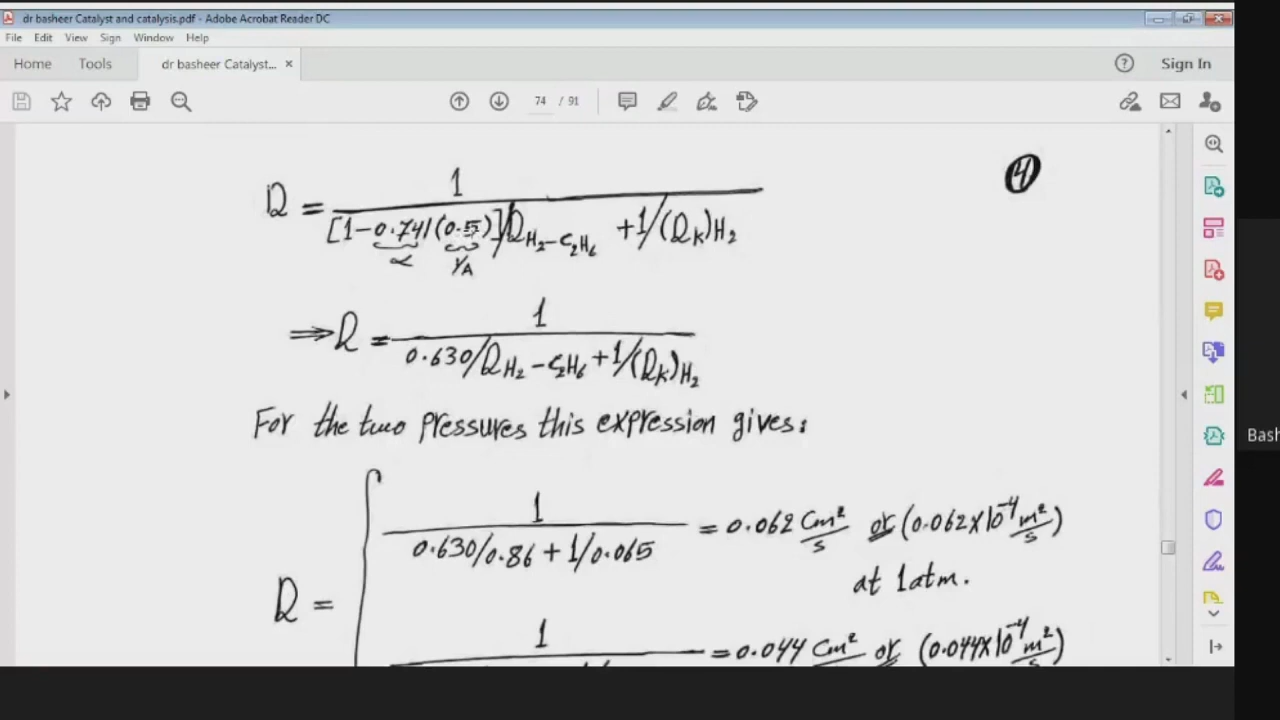 dr basheer Catalyst and catalysis.pdf - Adobe Acrobat Reader DC
File Edit View Sign Window Help
Home Tools dr basheer Catalyst... × Sign In
74 / 91
④
D = 1 / [1-0.741(0.5)]/D H₂-C₂H₆ + 1/(D K)H₂
α yA
⟹ D = 1 / 0.630/D H₂-C₂H₆ + 1/(D K)H₂
For the two pressures this expression gives:
1 / 0.630/0.86 + 1/0.065 = 0.062 cm²/s or (0.062×10⁻⁴ m²/s)
at 1atm.
D =
1
= 0.044 cm²/s or (0.044×10⁻⁴ m²/s)
Bash